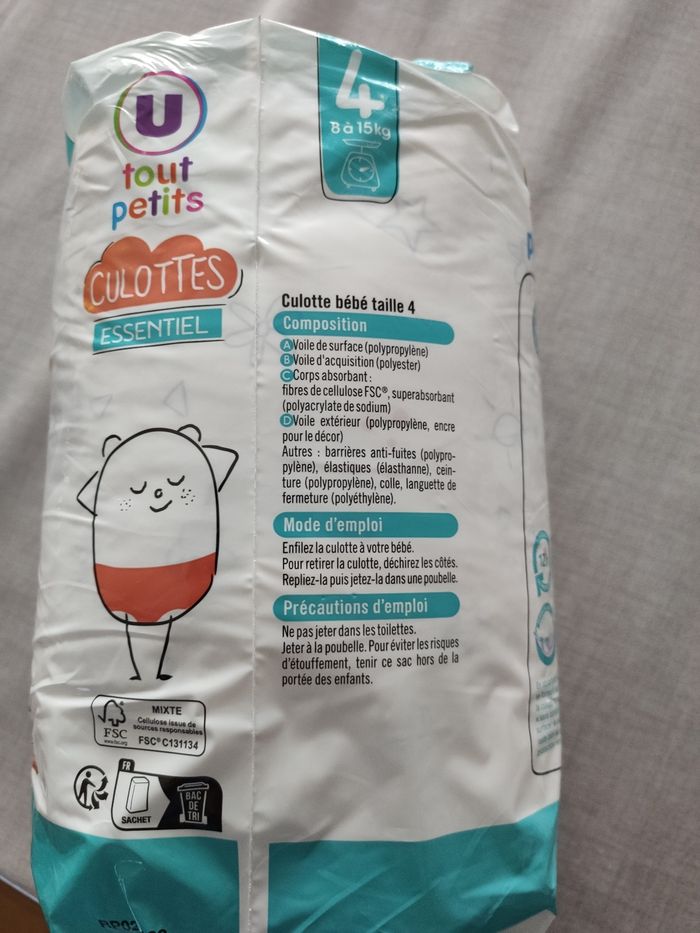 U
tout
petits
CULOTTES
ESSENTIEL
4
8 à 15kg
Culotte bébé taille 4
Composition
A Voile de surface (polypropylène)
B Voile d'acquisition (polyester)
C Corps absorbant :
fibres de cellulose FSC®, superabsorbant
(polyacrylate de sodium)
D Voile extérieur (polypropylène, encre
pour le décor)
Autres : barrières anti-fuites (polypro-
pylène), élastiques (élasthanne), cein-
ture (polypropylène), colle, languette de
fermeture (polyéthylène).
Mode d'emploi
Enfilez la culotte à votre bébé.
Pour retirer la culotte, déchirez les côtés.
Repliez-la puis jetez-la dans une poubelle.
Précautions d'emploi
Ne pas jeter dans les toilettes.
Jeter à la poubelle. Pour éviter les risques
d'étouffement, tenir ce sac hors de la
portée des enfants.
FSC
www.fsc.org
MIXTE
Cellulose issue de
sources responsables
FSC® C131134
FR
SACHET
BAC
DE
TRI